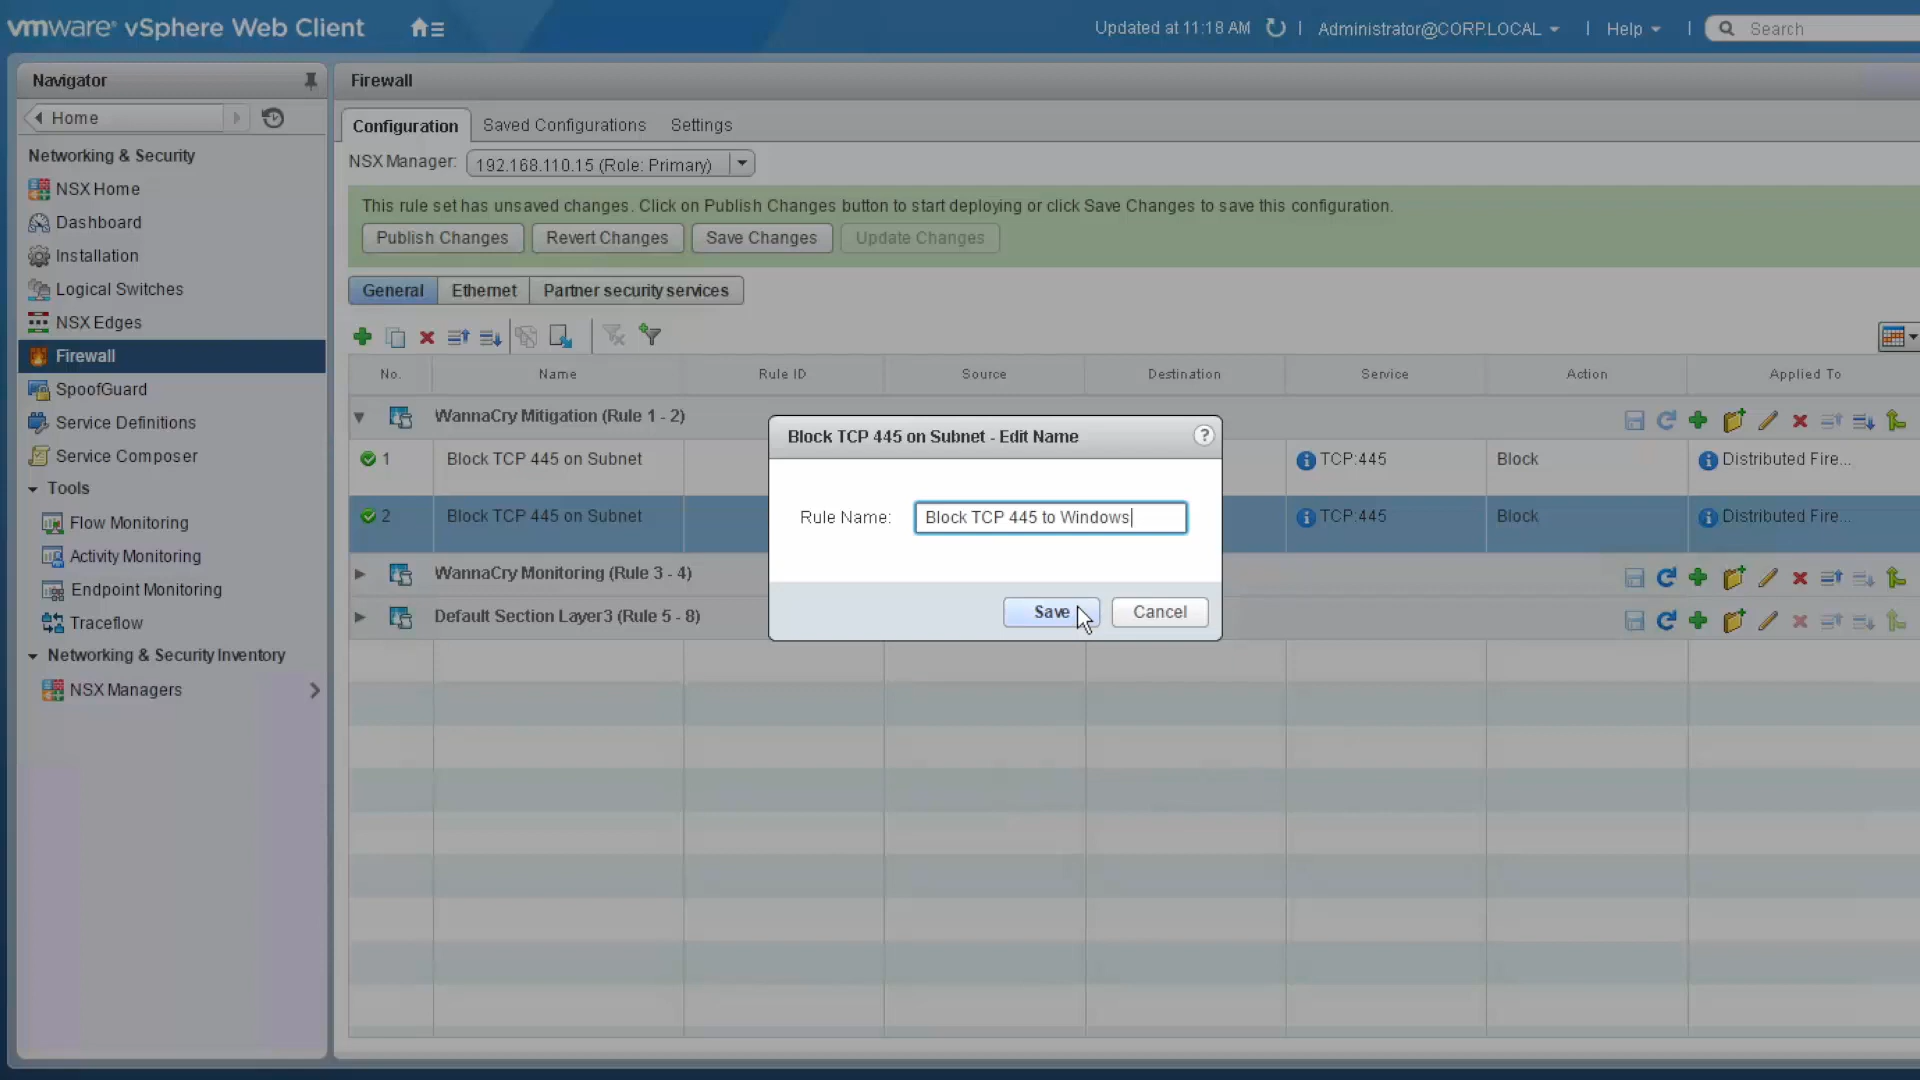 vmware® vSphere Web Client
Updated at 11:18 AM
Administrator@CORP.LOCAL
Help
Search
Navigator
Home
Networking & Security
NSX Home
Dashboard
Installation
Logical Switches
NSX Edges
Firewall
SpoofGuard
Service Definitions
Service Composer
Tools
Flow Monitoring
Activity Monitoring
Endpoint Monitoring
Traceflow
Networking & Security Inventory
NSX Managers
Firewall
Configuration Saved Configurations Settings
NSX Manager: 192.168.110.15 (Role: Primary)
This rule set has unsaved changes. Click on Publish Changes button to start deploying or click Save Changes to save this configuration.
Publish Changes Revert Changes Save Changes Update Changes
General Ethernet Partner security services
No. Name Rule ID Source Destination Service Action Applied To
WannaCry Mitigation (Rule 1 - 2)
1 Block TCP 445 on Subnet TCP:445 Block Distributed Fire...
2 Block TCP 445 on Subnet TCP:445 Block Distributed Fire...
WannaCry Monitoring (Rule 3 - 4)
Default Section Layer3 (Rule 5 - 8)
Block TCP 445 on Subnet - Edit Name
?
Rule Name: Block TCP 445 to Windows
Save Cancel